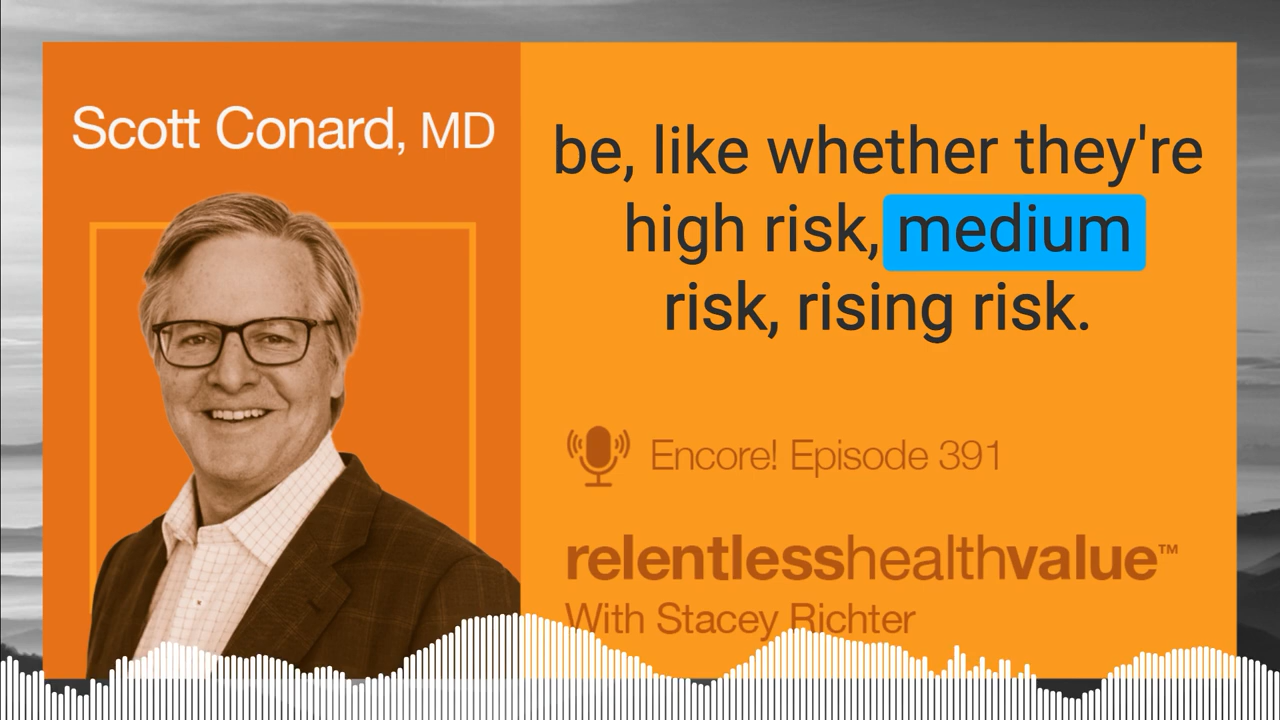 Scott Conard, MD
be, like whether they're
high risk, medium
risk, rising risk.
Encore! Episode 391
relentlesshealthvalue™
With Stacey Richter